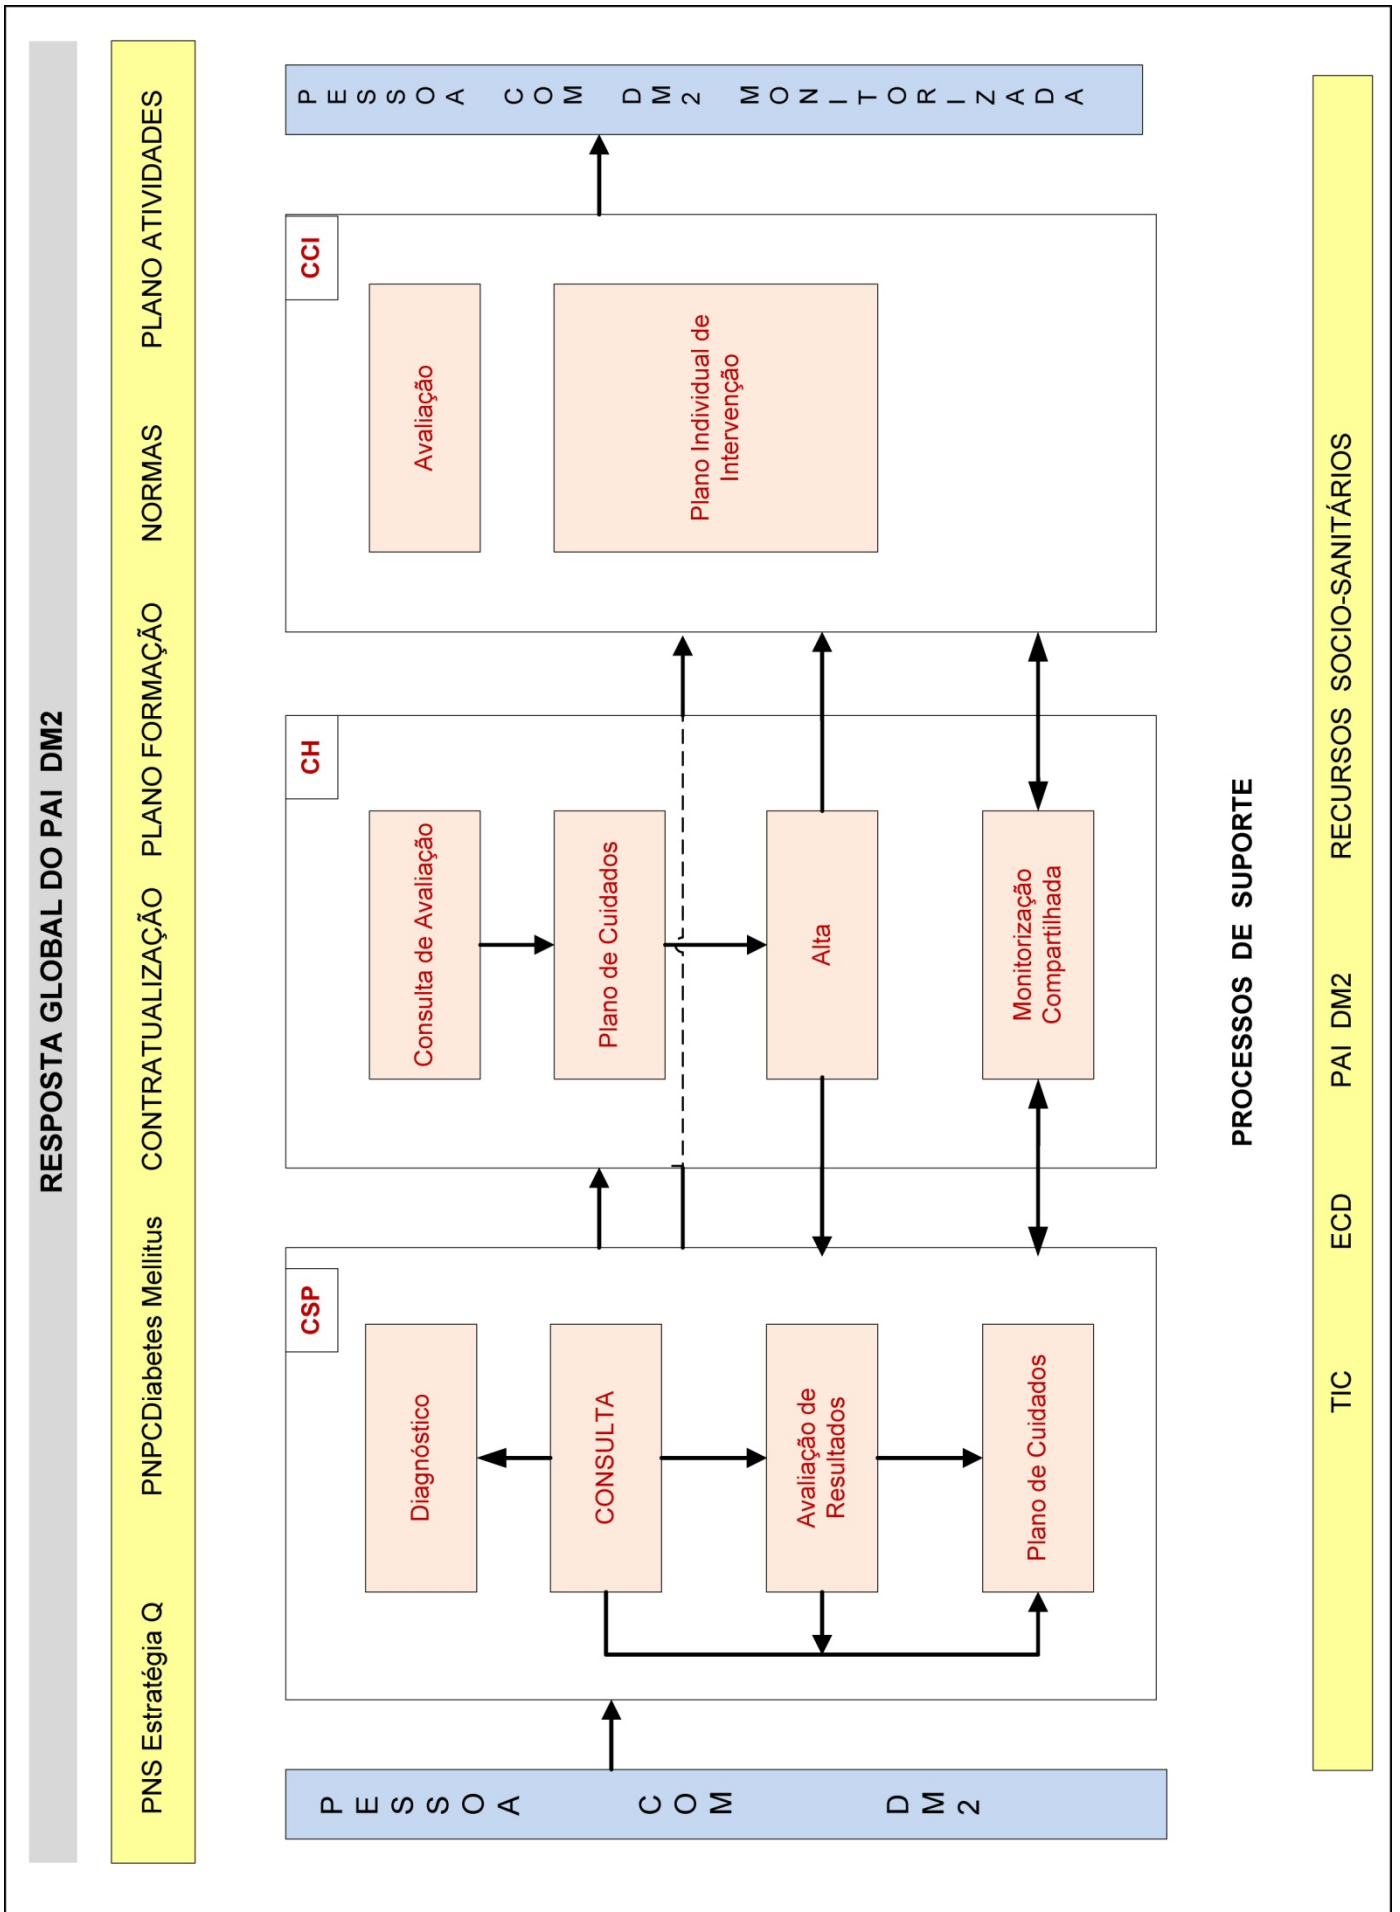 RESPOSTA GLOBAL DO PAI DM2
PNS Estratégia Q PNPCDiabetes Mellitus CONTRATUALIZAÇÃO PLANO FORMAÇÃO NORMAS PLANO ATIVIDADES
PESSOA COM DM2
CSP
Diagnóstico
CONSULTA
Avaliação de
Resultados
Plano de Cuidados
CH
Consulta de Avaliação
Plano de Cuidados
Alta
Monitorização
Compartilhada
CCI
Avaliação
Plano Individual de
Intervenção
PESSOA COM DM2 MONITORIZADA
PROCESSOS DE SUPORTE
TIC ECD PAI DM2 RECURSOS SOCIO-SANITÁRIOS